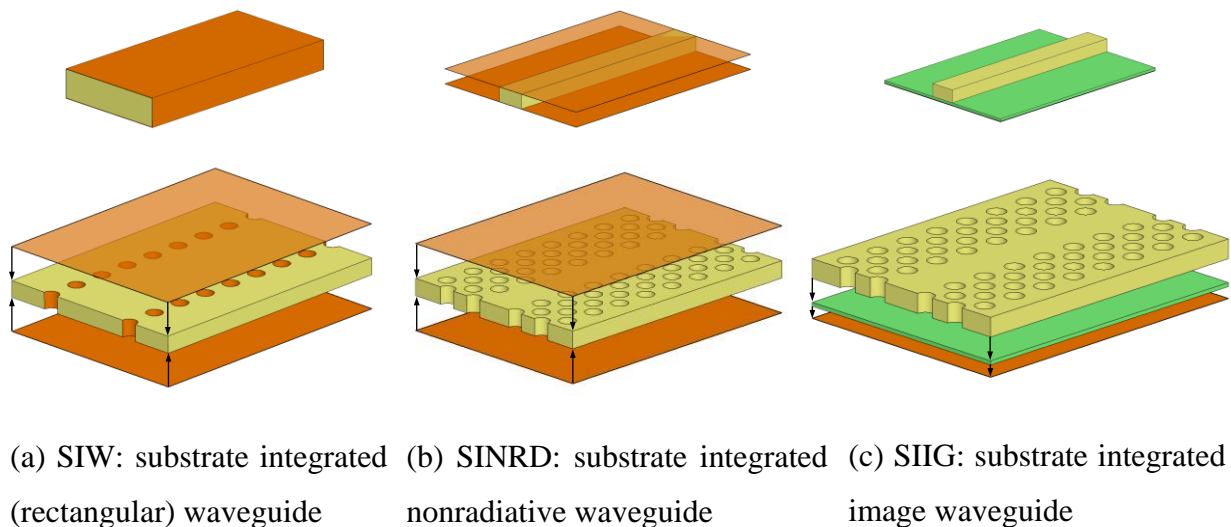 (a) SIW: substrate integrated
(rectangular) waveguide
(b) SINRD: substrate integrated
nonradiative waveguide
(c) SIIG: substrate integrated
image waveguide